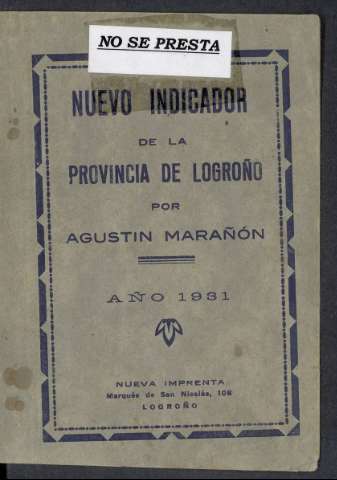 NO SE PRESTA
NUEVO INDICADOR
DE LA
PROVINCIA DE LOGROÑO
POR
AGUSTIN MARAÑÓN
AÑO 1931
NUEVA IMPRENTA
Marqués de San Nicolás, 106
LOGROÑO